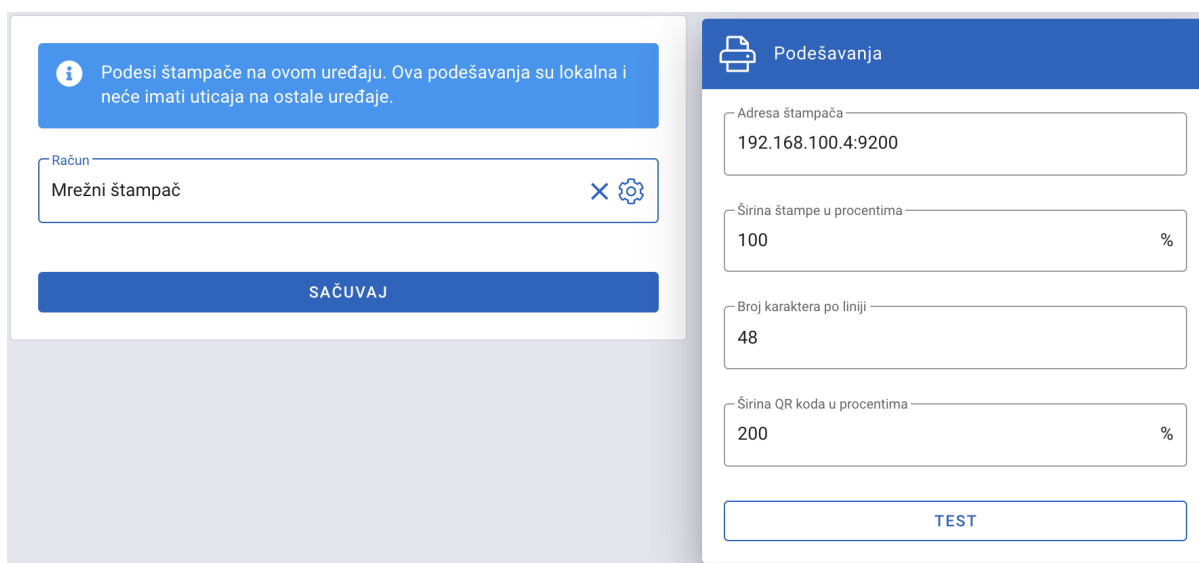 Podesi štampače na ovom uređaju. Ova podešavanja su lokalna i
neće imati uticaja na ostale uređaje.
Račun
Mrežni štampač
SAČUVAJ
Podešavanja
Adresa štampača
192.168.100.4:9200
Širina štampe u procentima
100 %
Broj karaktera po liniji
48
Širina QR koda u procentima
200 %
TEST